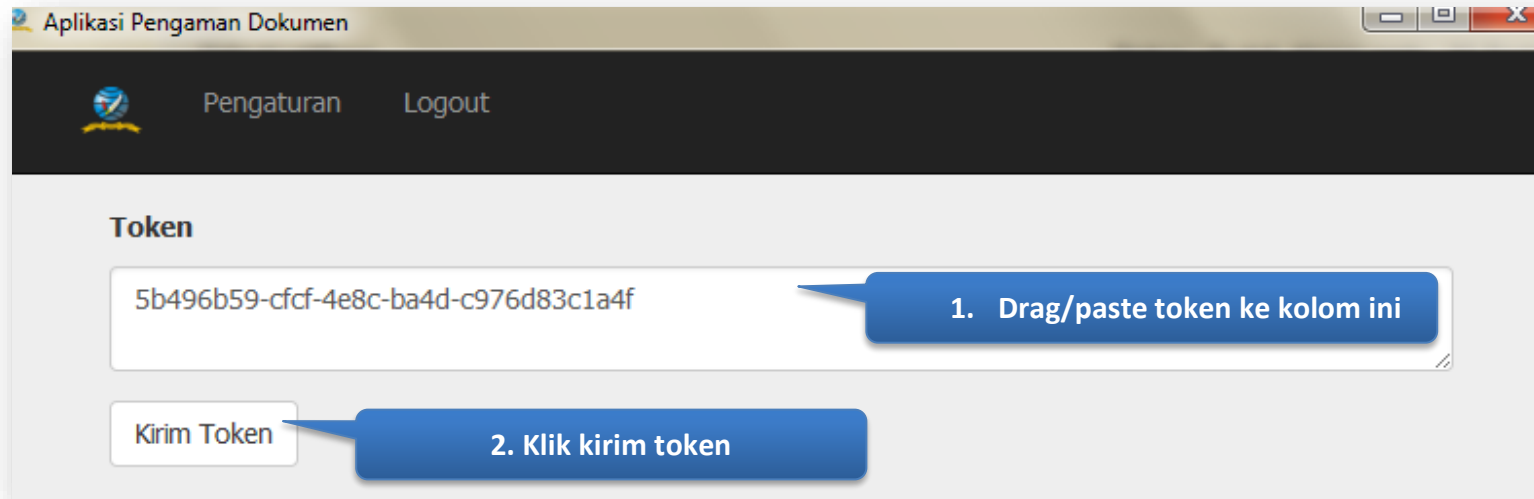 Aplikasi Pengaman Dokumen
Pengaturan Logout
Token
5b496b59-cfcf-4e8c-ba4d-c976d83c1a4f
1. Drag/paste token ke kolom ini
Kirim Token
2. Klik kirim token